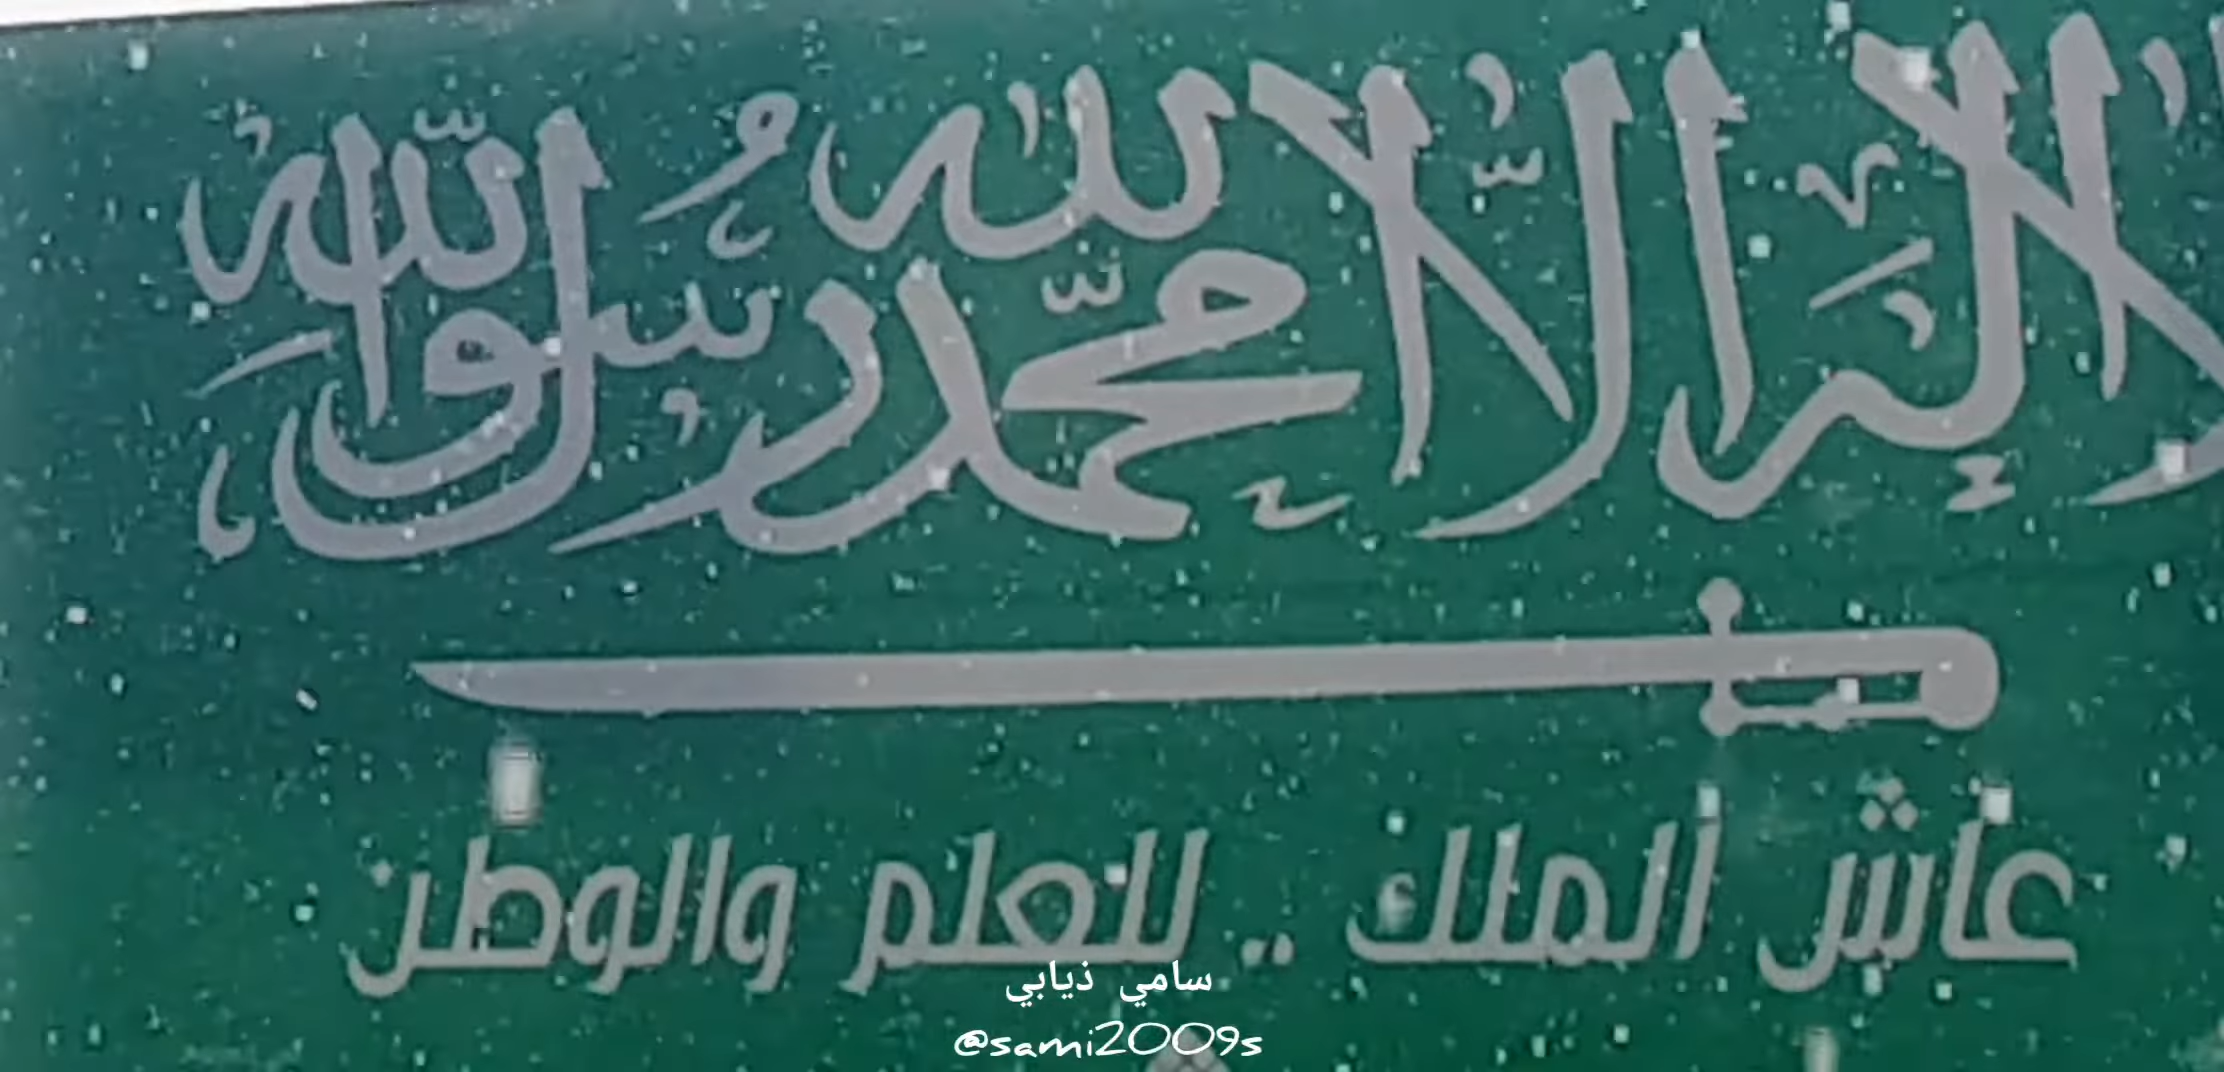 لا إله إلا الله محمد رسول الله
عاش الملك .. للعلم والوطن
سامي ذيابي
@sami2009s